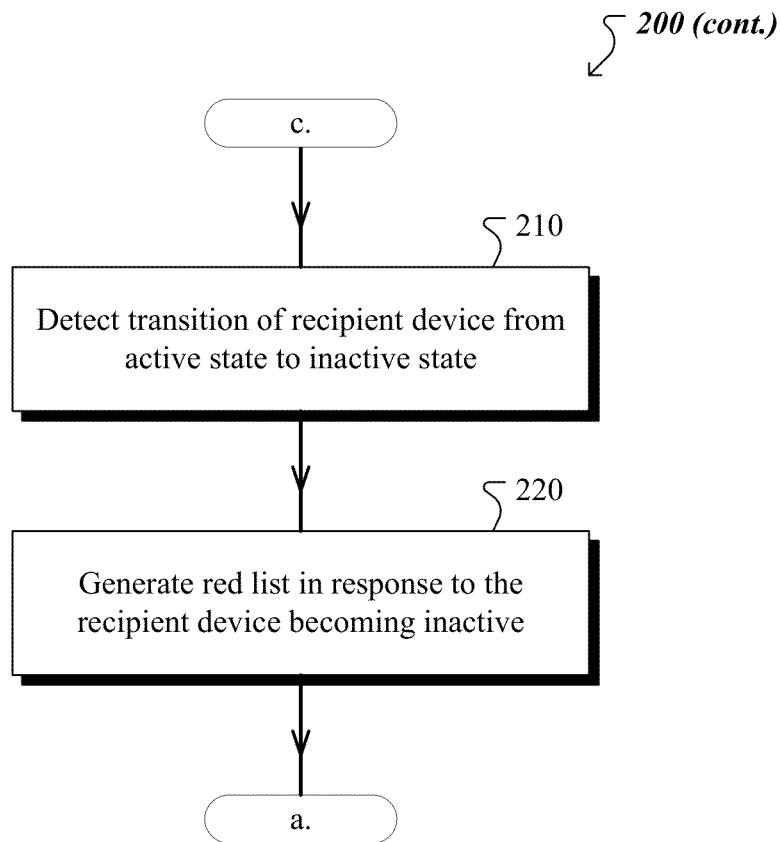 200 (cont.)
c.
210
Detect transition of recipient device from
active state to inactive state
220
Generate red list in response to the
recipient device becoming inactive
a.